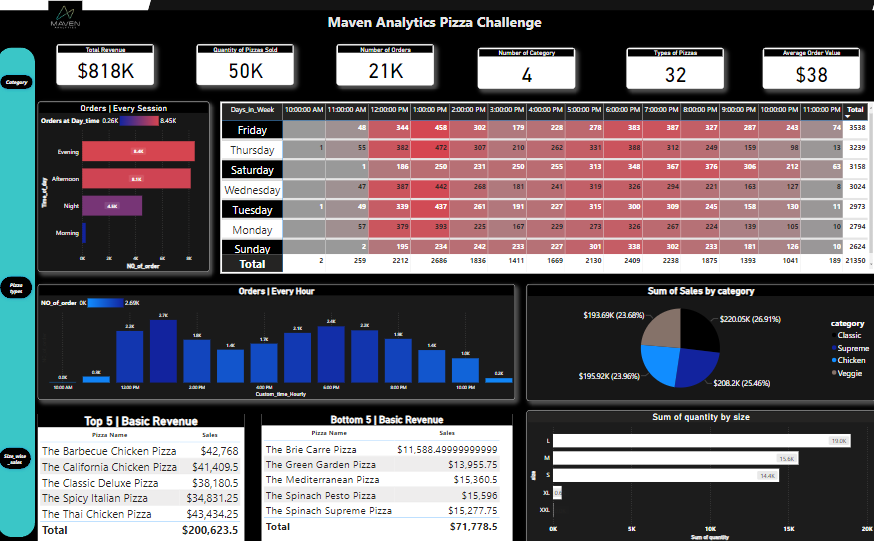 MAVEN
Maven Analytics Pizza Challenge
Total Revenue
$818K
Quantity of Pizzas Sold
50K
Number of Orders
21K
Number of Category
4
Types of Pizzas
32
Average Order Value
$38
Category
Pizza types
Size_wise_sales
Orders | Every Session
Orders at Day_time 0.26K 8.45K
Time_of_day
Evening 8.4K
Afternoon 8.1K
Night 4.8K
Morning
0K 2K 4K 6K 8K
NO_of_order
Days_in_Week 10:00:00 AM 11:00:00 AM 12:00:00 PM 1:00:00 PM 2:00:00 PM 3:00:00 PM 4:00:00 PM 5:00:00 PM 6:00:00 PM 7:00:00 PM 8:00:00 PM 9:00:00 PM 10:00:00 PM 11:00:00 PM Total
Friday 48 344 458 302 179 228 278 383 387 327 287 243 74 3538
Thursday 1 55 382 472 307 210 262 331 388 312 249 159 98 13 3239
Saturday 1 186 250 231 250 255 313 348 367 376 306 212 63 3158
Wednesday 47 387 442 268 181 241 319 326 294 221 163 127 8 3024
Tuesday 1 49 339 437 261 191 227 315 300 309 245 158 130 11 2973
Monday 57 379 393 225 167 229 273 326 267 224 139 105 10 2794
Sunday 2 195 234 242 233 227 301 338 302 233 181 126 10 2624
Total 2 259 2212 2686 1836 1411 1669 2130 2409 2238 1875 1393 1041 189 21350
Orders | Every Hour
NO_of_order 0K 2.69K
0.0K 0.3K 2.2K 2.7K 1.8K 1.4K 1.7K 2.1K 2.4K 2.2K 1.9K 1.4K 1.0K 0.2K
10:00 AM 12:00 PM 2:00 PM 4:00 PM 6:00 PM 8:00 PM 10:00 PM
Custom_time_Hourly
Sum of Sales by category
$193.69K (23.68%)
$220.05K (26.91%)
$195.92K (23.96%)
$208.2K (25.46%)
category
Classic
Supreme
Chicken
Veggie
Top 5 | Basic Revenue
Pizza Name Sales
The Barbecue Chicken Pizza $42,768
The California Chicken Pizza $41,409.5
The Classic Deluxe Pizza $38,180.5
The Spicy Italian Pizza $34,831.25
The Thai Chicken Pizza $43,434.25
Total $200,623.5
Bottom 5 | Basic Revenue
Pizza Name Sales
The Brie Carre Pizza $11,588.49999999999
The Green Garden Pizza $13,955.75
The Mediterranean Pizza $15,360.5
The Spinach Pesto Pizza $15,596
The Spinach Supreme Pizza $15,277.75
Total $71,778.5
Sum of quantity by size
size
L 19.0K
M 15.6K
S 14.4K
XL 0.6
XXL
0K 5K 10K 15K 20K
Sum of quantity